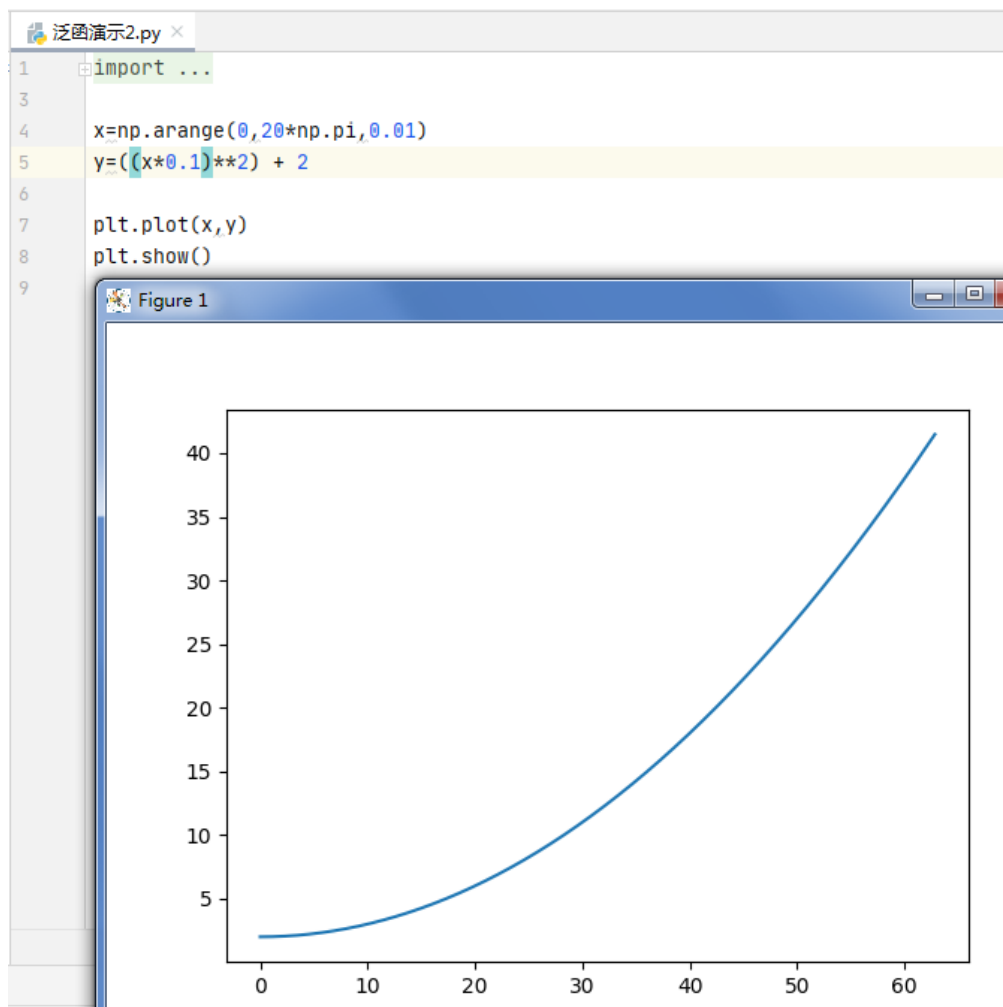 泛函演示2.py
1 import ...
3
4 x=np.arange(0,20*np.pi,0.01)
5 y=((x*0.1)**2) + 2
6
7 plt.plot(x,y)
8 plt.show()
9
Figure 1
40
35
30
25
20
15
10
5
0 10 20 30 40 50 60